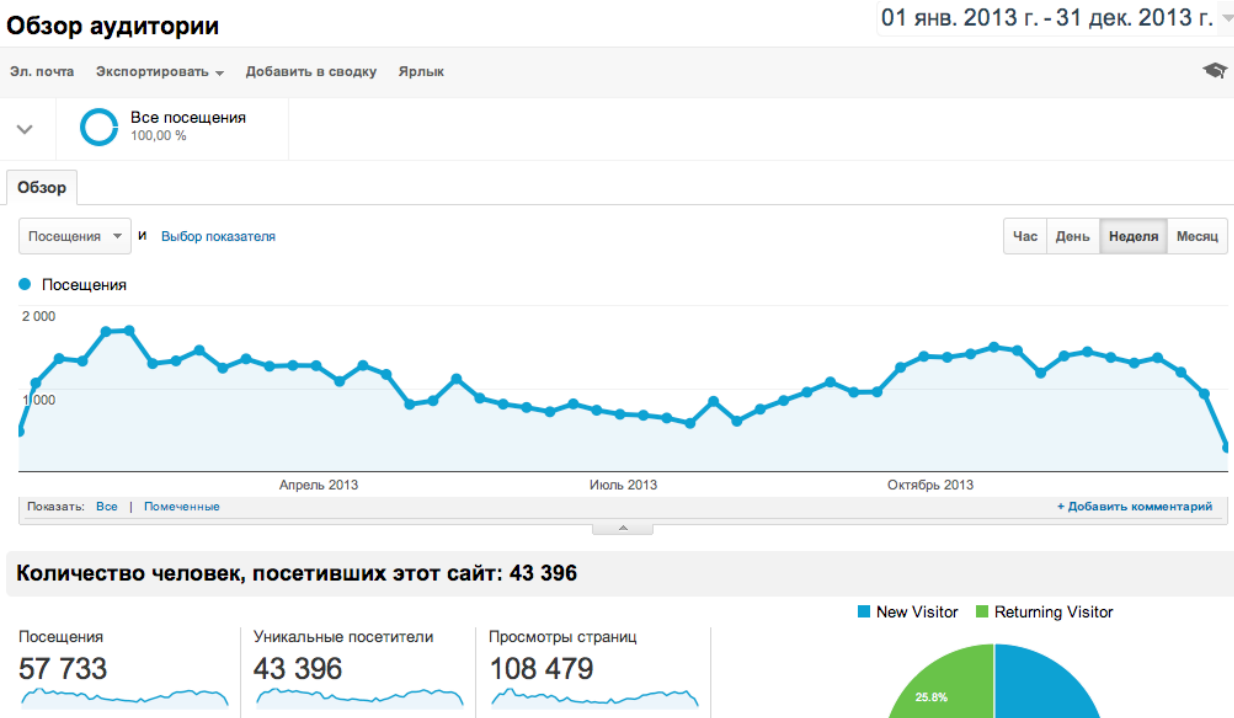 Обзор аудитории
01 янв. 2013 г. - 31 дек. 2013 г.
Эл. почта Экспортировать Добавить в сводку Ярлык
Все посещения
100,00 %
Обзор
Посещения и Выбор показателя Час День Неделя Месяц
Посещения
2 000
1 000
Апрель 2013 Июль 2013 Октябрь 2013
Показать: Все | Помеченные + Добавить комментарий
Количество человек, посетивших этот сайт: 43 396
New Visitor Returning Visitor
Посещения Уникальные посетители Просмотры страниц
57 733 43 396 108 479
25.8%